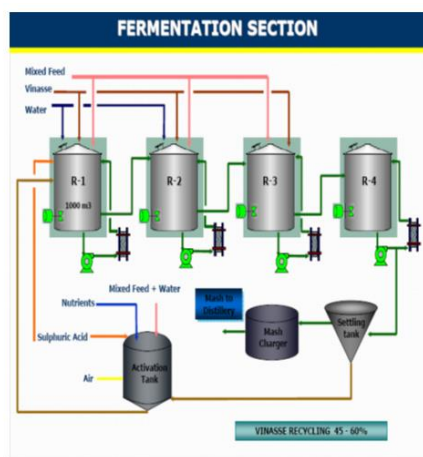 FERMENTATION SECTION
Mixed Feed
Vinasse
Water
R-1
R-2
R-3
R-4
1000 m3
Mixed Feed + Water
Nutrients
Mash to
Distillery
Settling
tank
Mash
Charger
Sulphuric Acid
Activation
Tank
Air
VINASSE RECYCLING 45 - 60%